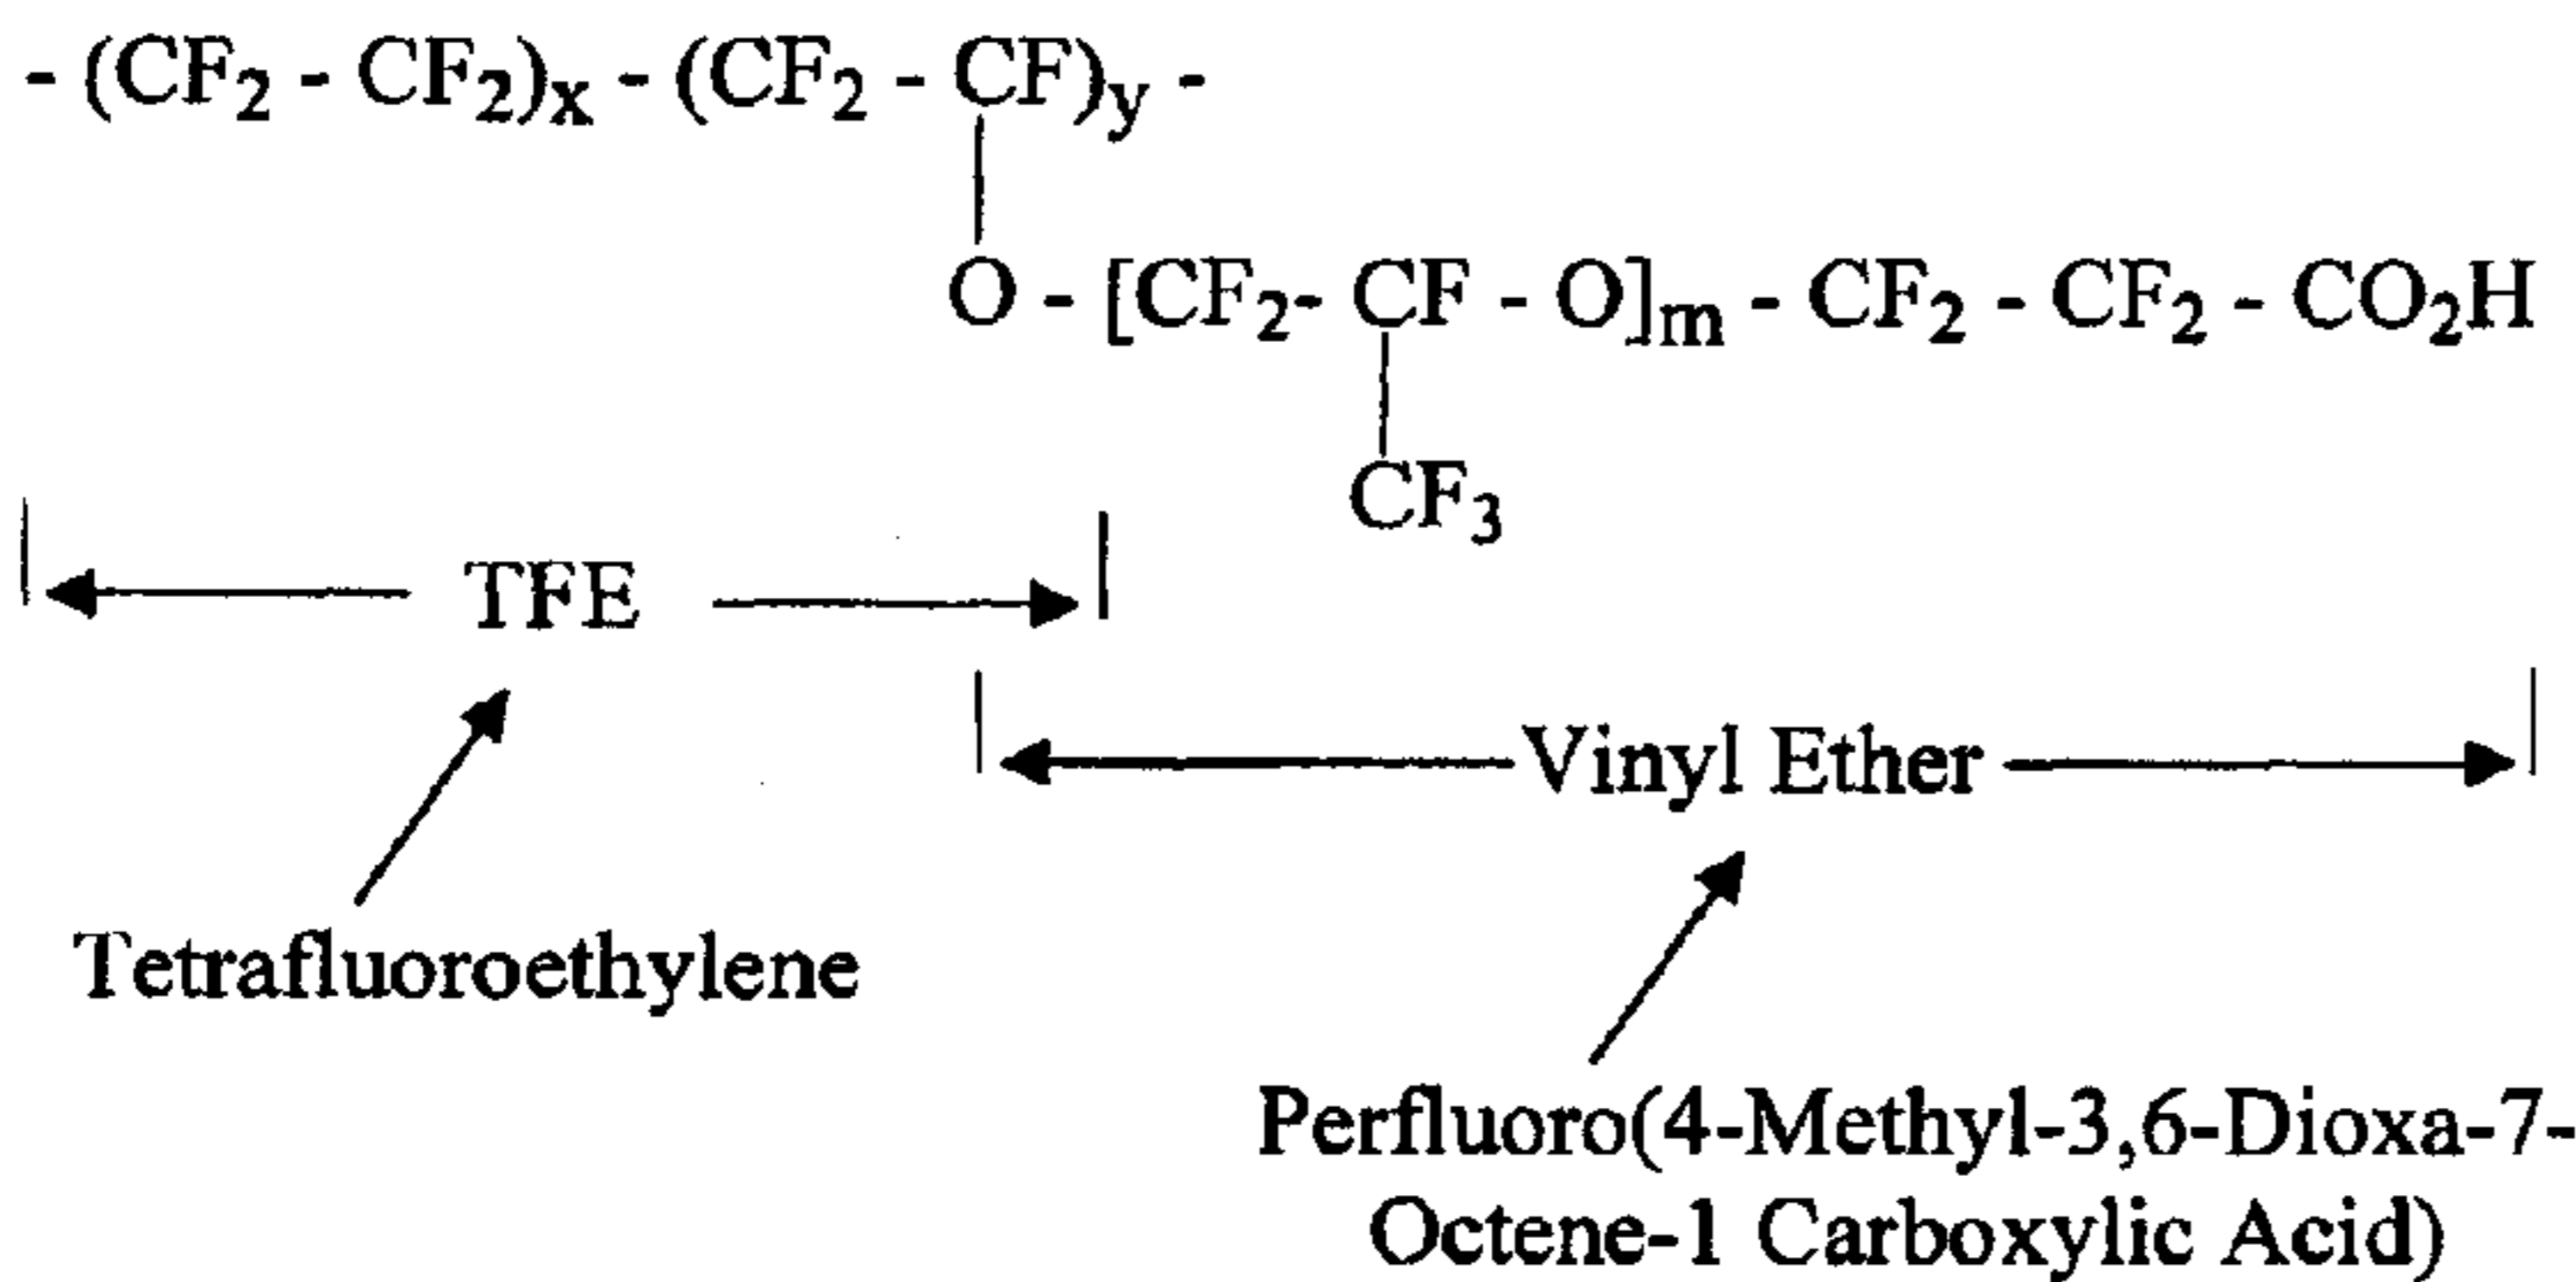 - (CF₂ - CF₂)ₓ - (CF₂ - CF)y -
O - [CF₂- CF - O]ₘ - CF₂ - CF₂ - CO₂H
CF₃
TFE
Vinyl Ether
Tetrafluoroethylene
Perfluoro(4-Methyl-3,6-Dioxa-7-
Octene-1 Carboxylic Acid)